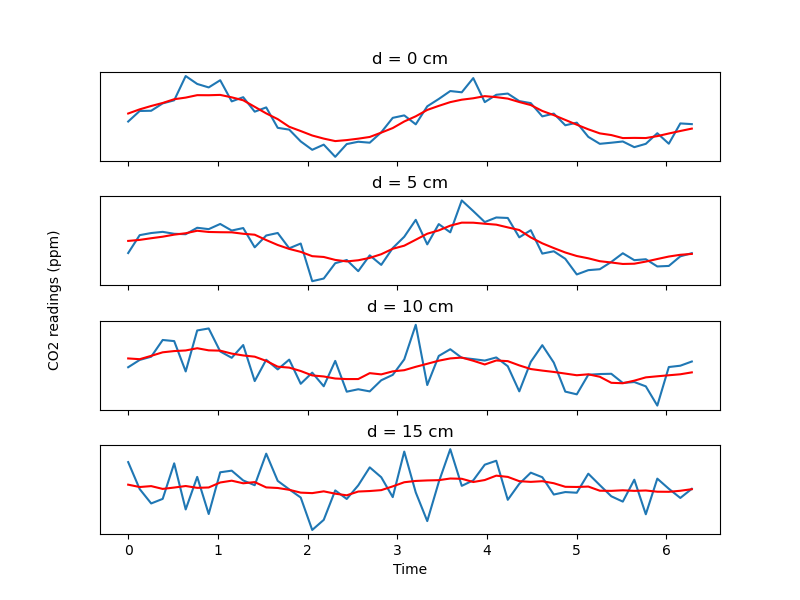 d = 0 cm
d = 5 cm
CO2 readings (ppm)
d = 10 cm
d = 15 cm
0 1 2 3 4 5 6
Time